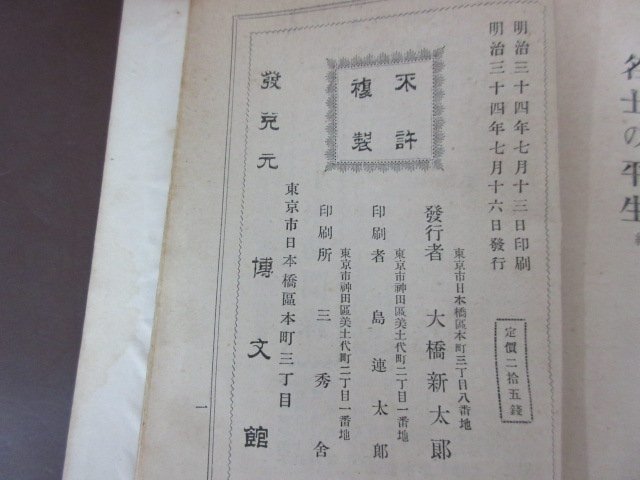 名士の平生
明治三十四年七月十三日印刷
明治三十四年七月十六日發行
定價二拾五錢
不許
複製
東京市日本橋區本町三丁目八番地
發行者 大橋新太郎
東京市神田區美土代町二丁目一番地
印刷者 島連太郎
東京市神田區美土代町二丁目一番地
印刷所 三秀舍
發兌元
東京市日本橋區本町三丁目
博文館
一